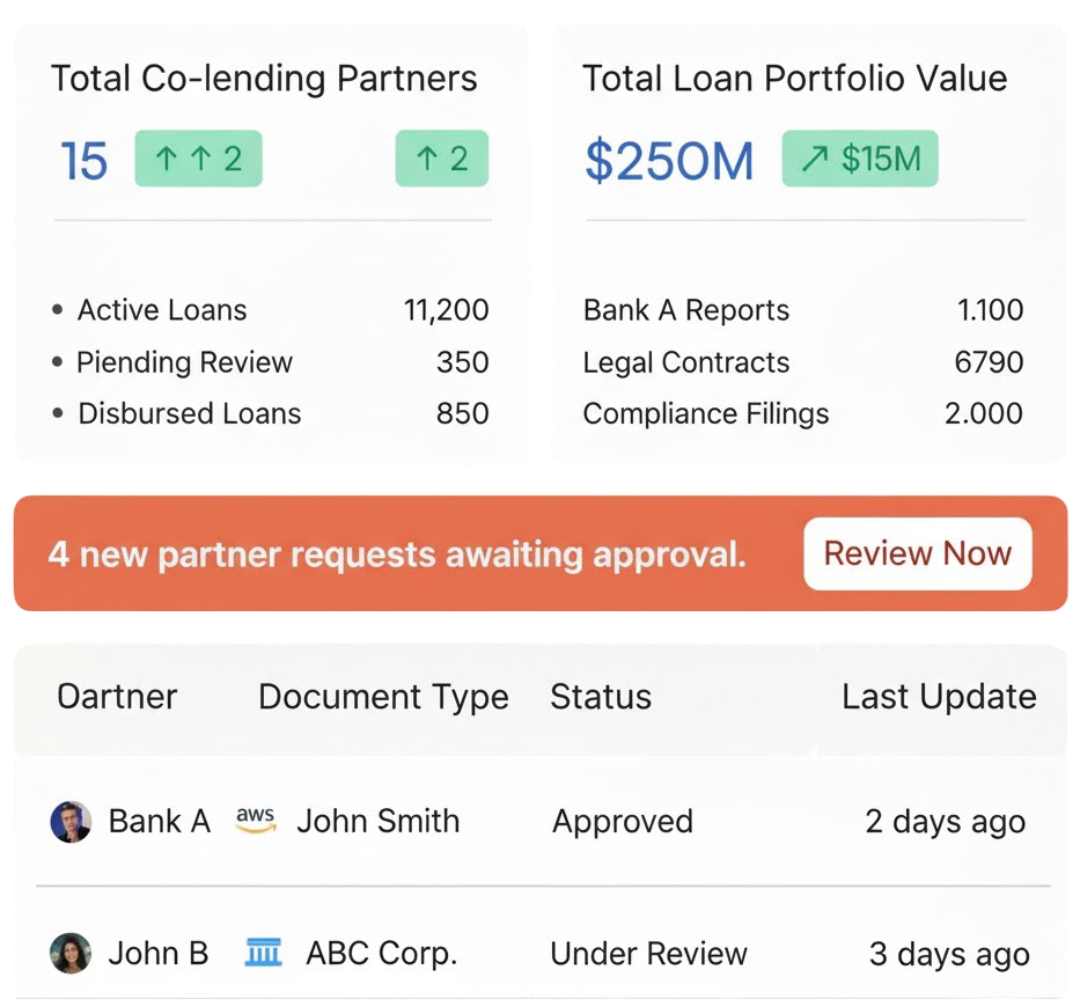 Total Co-lending Partners
15 ↑ ↑ 2 ↑ 2
• Active Loans 11,200
• Piending Review 350
• Disbursed Loans 850
Total Loan Portfolio Value
$250M ↗ $15M
Bank A Reports 1.100
Legal Contracts 6790
Compliance Filings 2.000
4 new partner requests awaiting approval. Review Now
Oartner Document Type Status Last Update
Bank A aws John Smith Approved 2 days ago
John B ABC Corp. Under Review 3 days ago